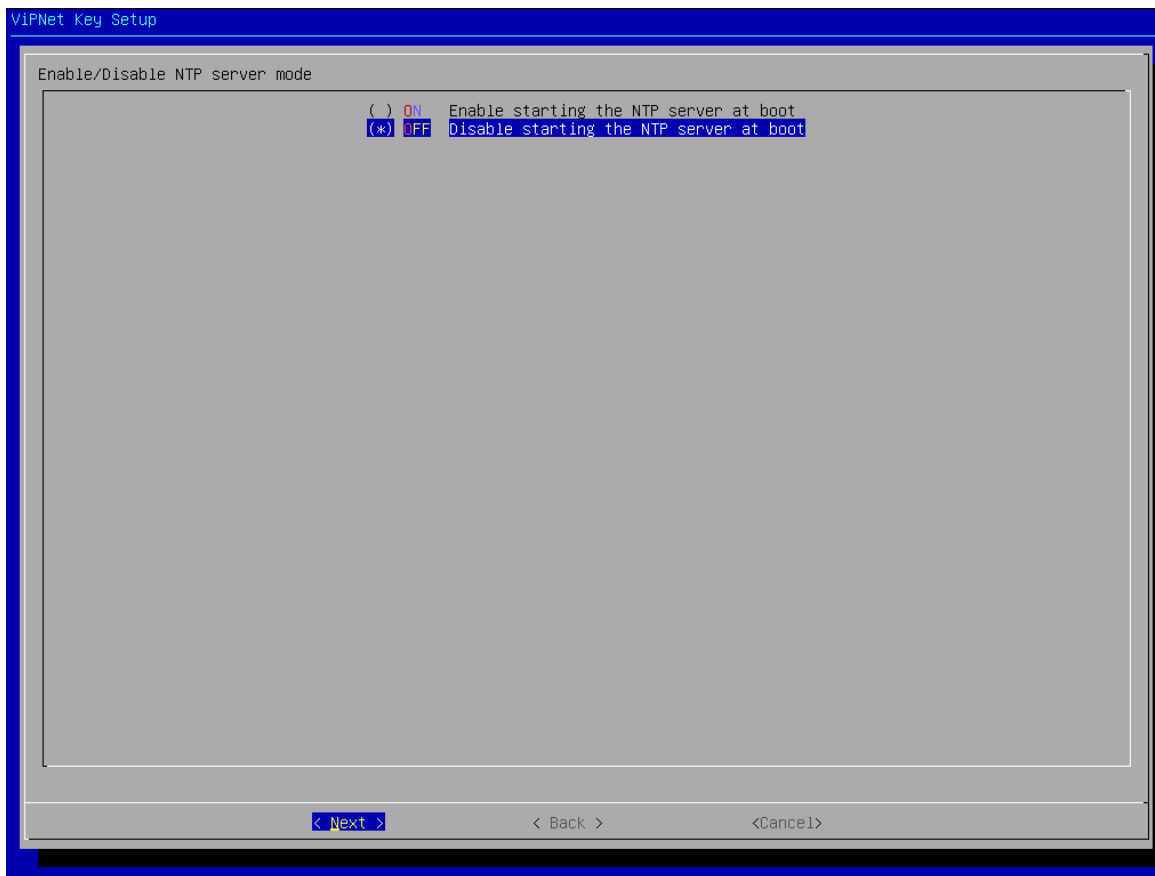 ViPNet Key Setup
Enable/Disable NTP server mode
( ) ON Enable starting the NTP server at boot
(*) OFF Disable starting the NTP server at boot
< Next > < Back > <Cancel>